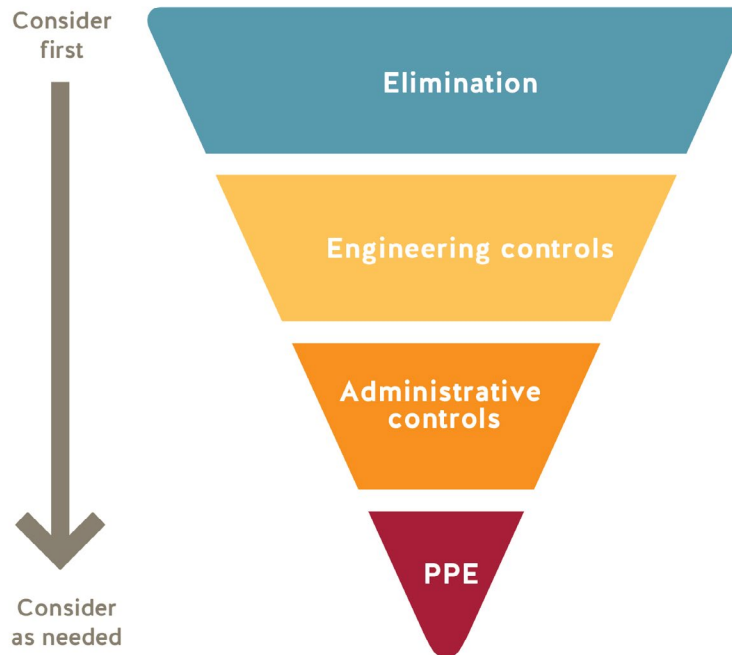 Consider
first
Elimination
Engineering controls
Administrative
controls
PPE
Consider
as needed